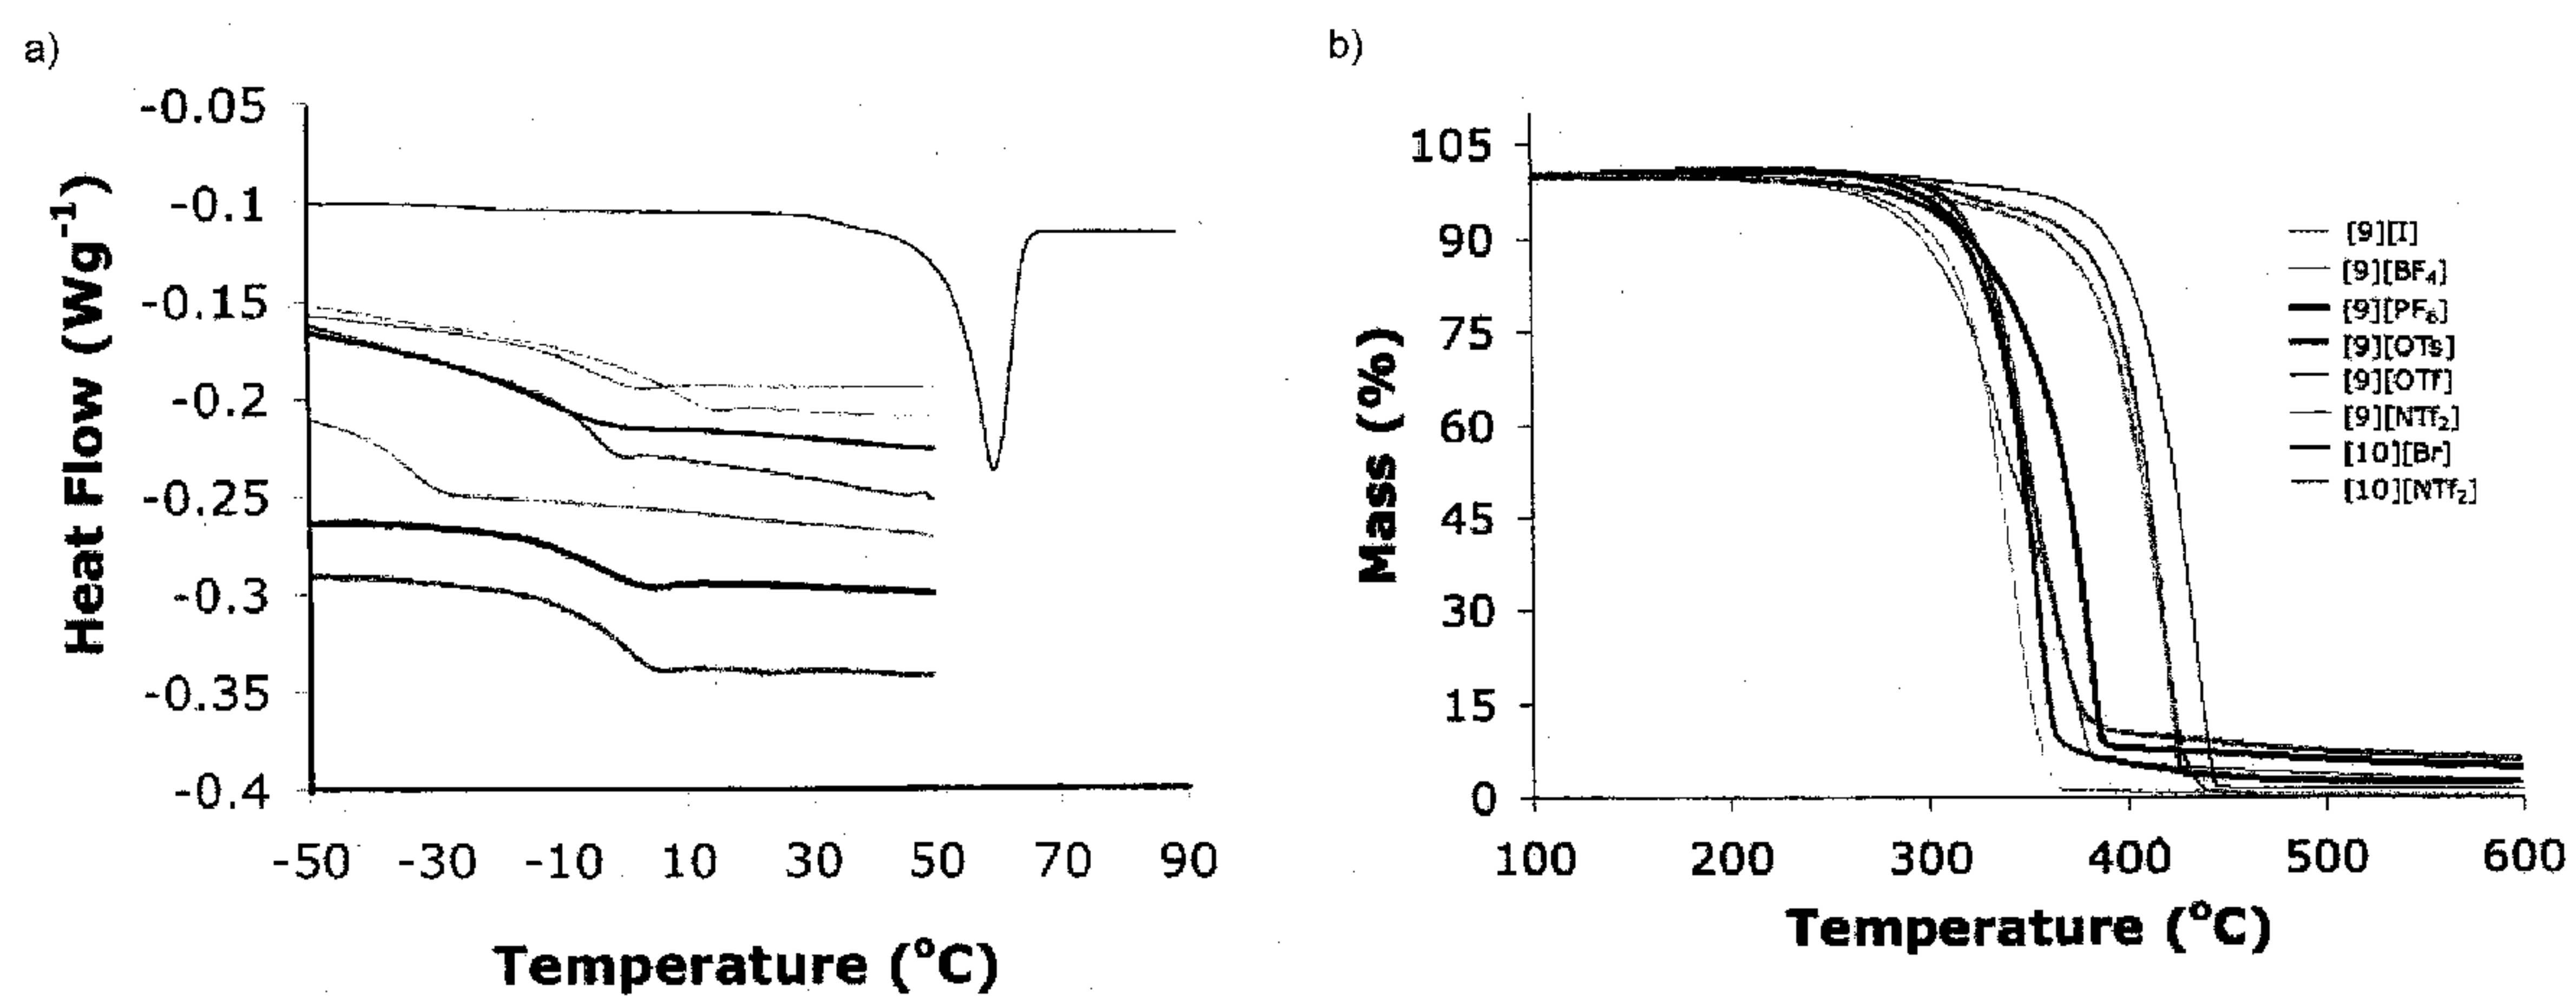 a)
Heat Flow (Wg⁻¹)
-0.05
-0.1
-0.15
-0.2
-0.25
-0.3
-0.35
-0.4
-50 -30 -10 10 30 50 70 90
Temperature (°C)
b)
Mass (%)
105
90
75
60
45
30
15
0
100 200 300 400 500 600
Temperature (°C)
[9][I]
[9][BF₄]
[9][PF₆]
[9][OTs]
[9][OTf]
[9][NTf₂]
[10][Br]
[10][NTf₂]